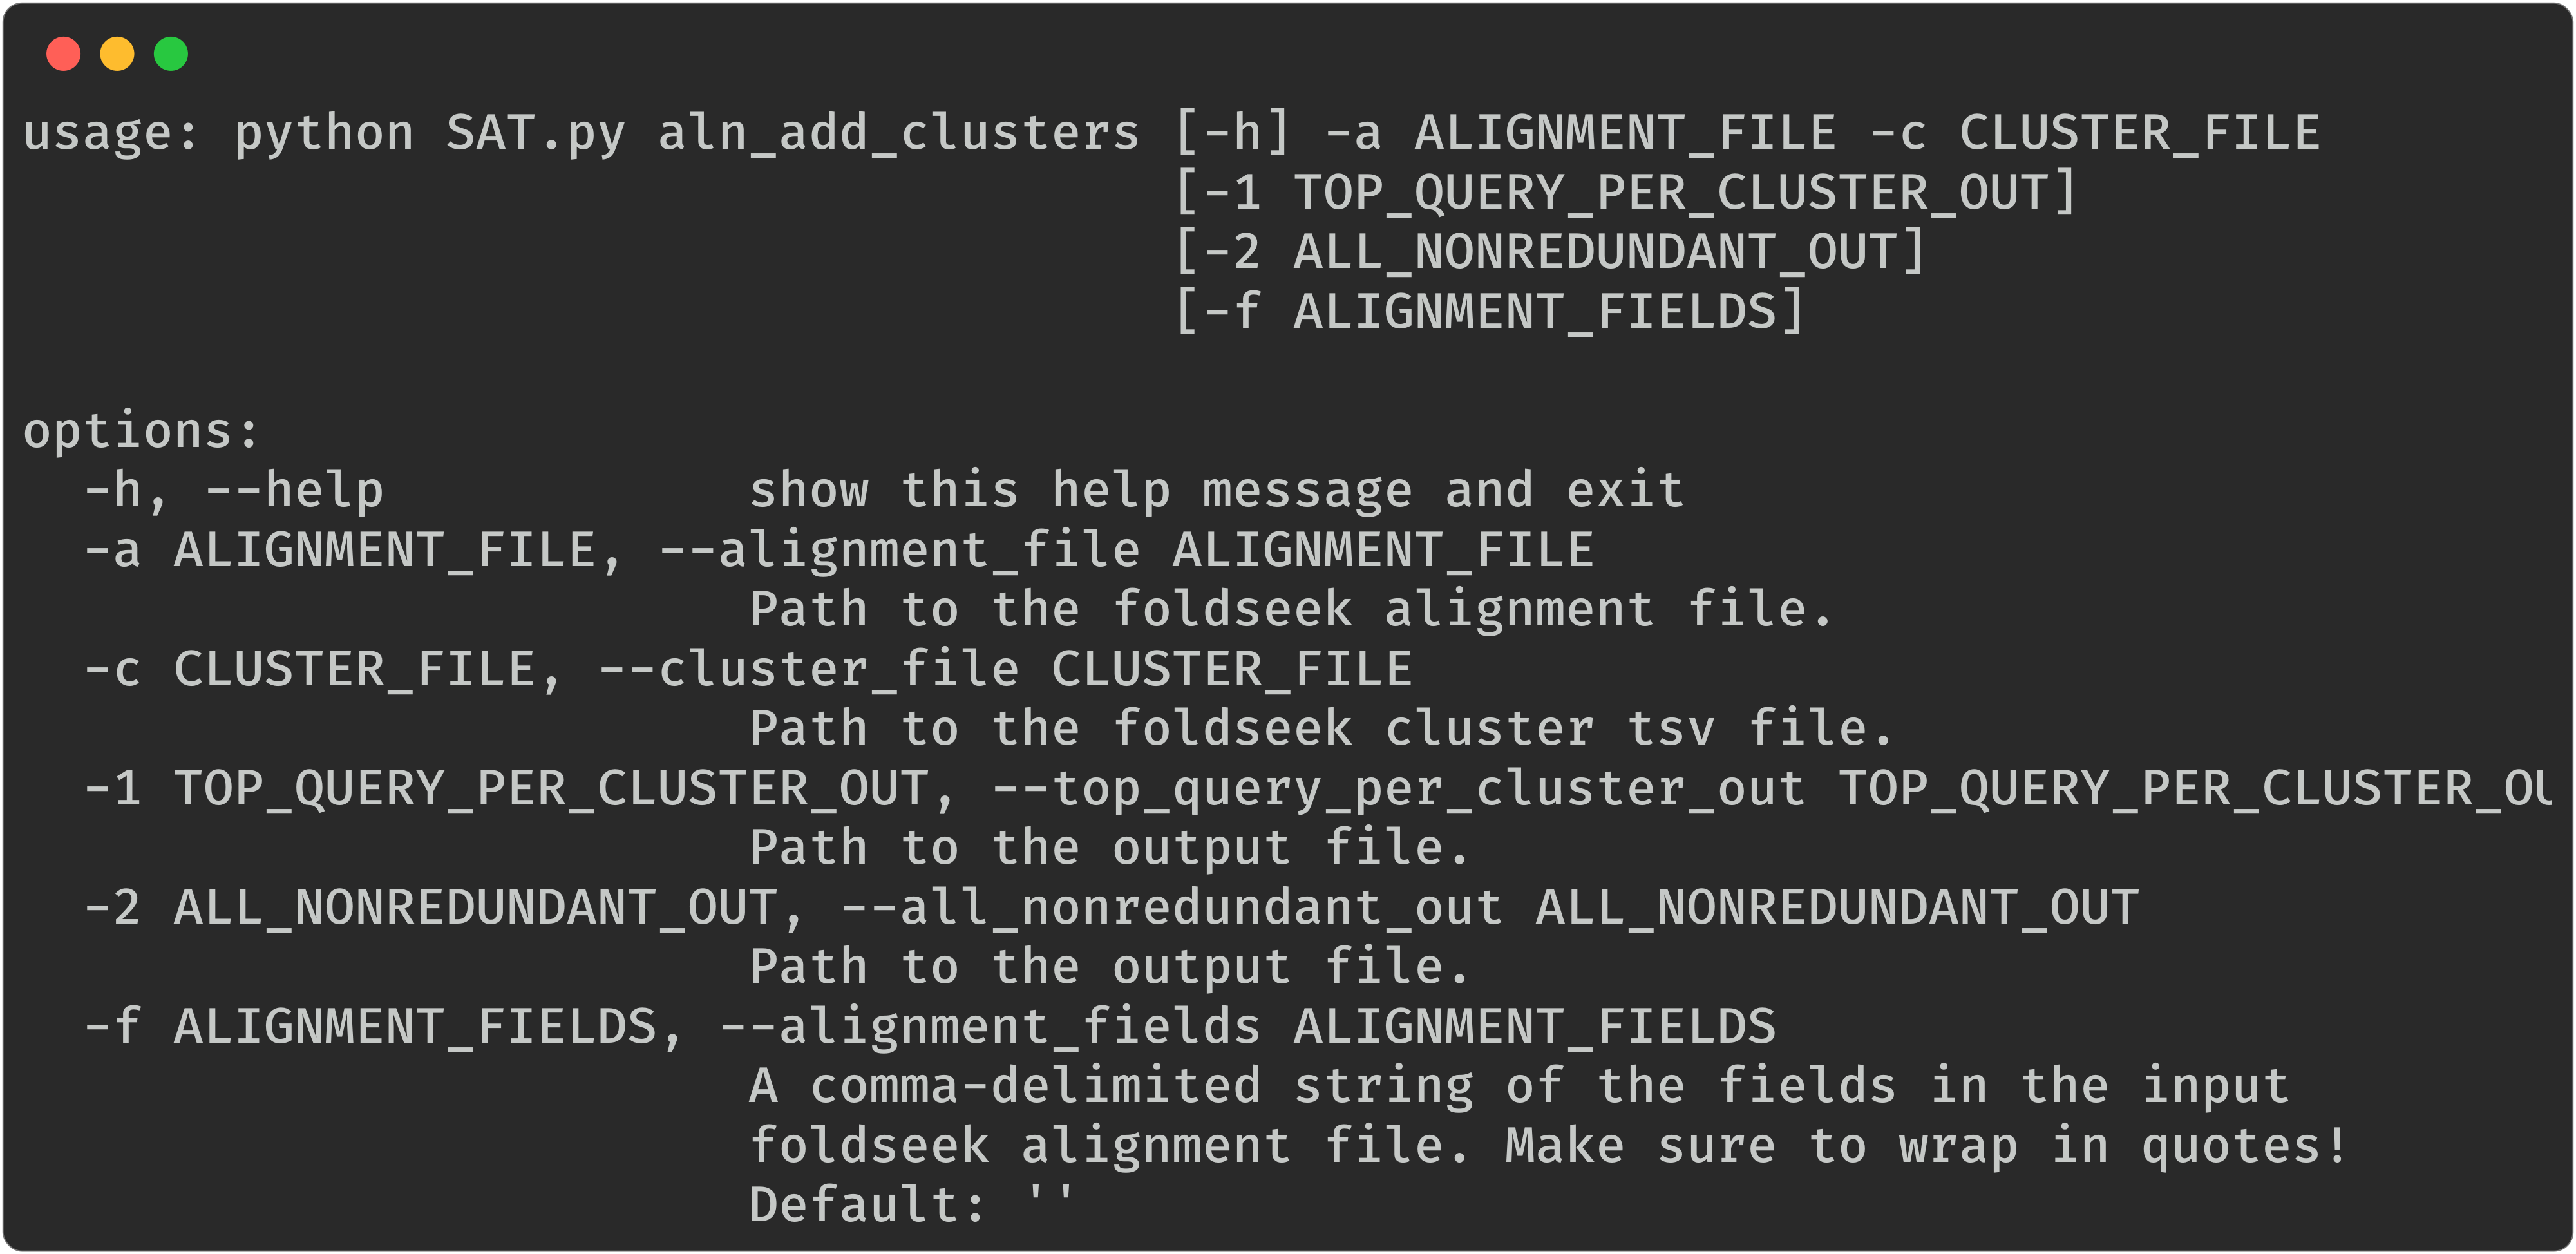 usage: python SAT.py aln_add_clusters [-h] -a ALIGNMENT_FILE -c CLUSTER_FILE
[-1 TOP_QUERY_PER_CLUSTER_OUT]
[-2 ALL_NONREDUNDANT_OUT]
[-f ALIGNMENT_FIELDS]
options:
-h, --help show this help message and exit
-a ALIGNMENT_FILE, --alignment_file ALIGNMENT_FILE
Path to the foldseek alignment file.
-c CLUSTER_FILE, --cluster_file CLUSTER_FILE
Path to the foldseek cluster tsv file.
-1 TOP_QUERY_PER_CLUSTER_OUT, --top_query_per_cluster_out TOP_QUERY_PER_CLUSTER_OU
Path to the output file.
-2 ALL_NONREDUNDANT_OUT, --all_nonredundant_out ALL_NONREDUNDANT_OUT
Path to the output file.
-f ALIGNMENT_FIELDS, --alignment_fields ALIGNMENT_FIELDS
A comma-delimited string of the fields in the input
foldseek alignment file. Make sure to wrap in quotes!
Default: ''